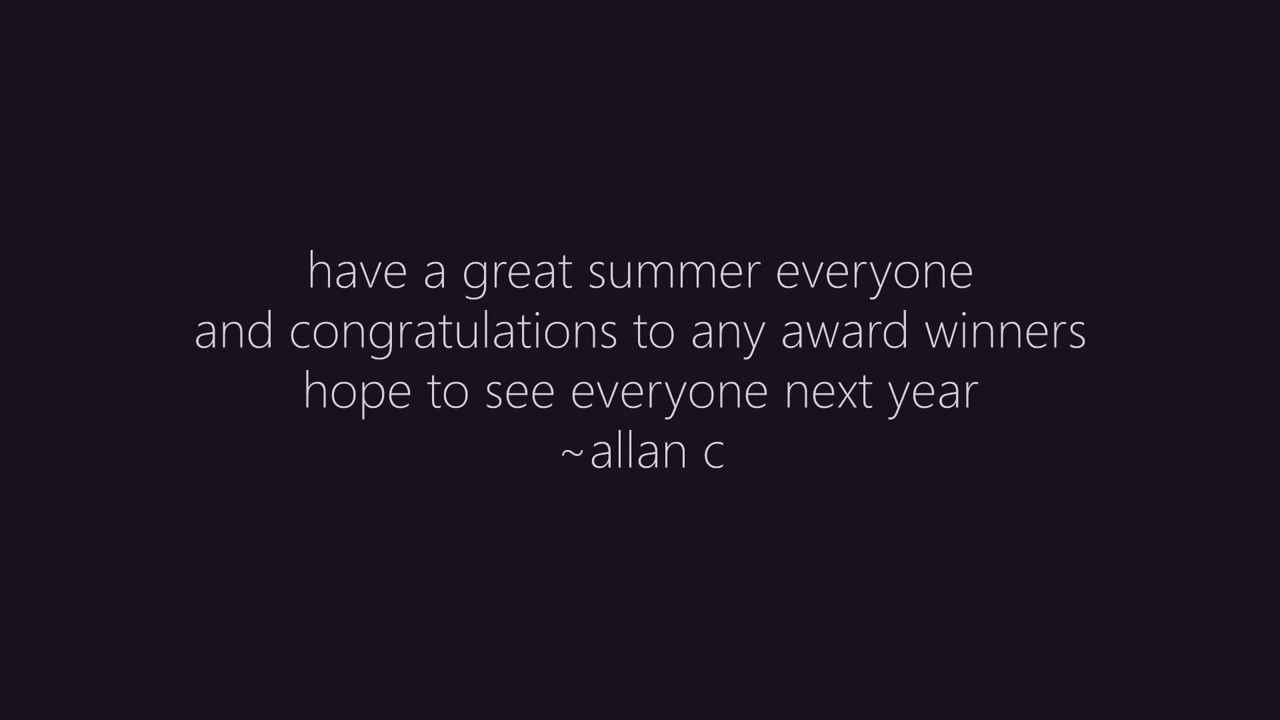 have a great summer everyone
and congratulations to any award winners
hope to see everyone next year
~allan c